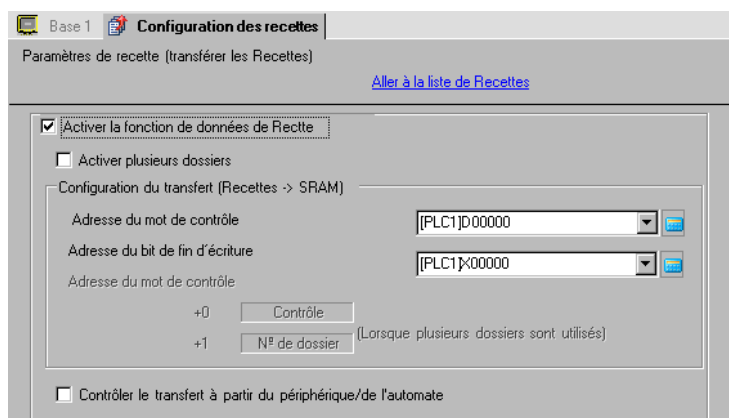 Base 1 Configuration des recettes
Paramètres de recette (transférer les Recettes)
Aller à la liste de Recettes
Activer la fonction de données de Rectte
Activer plusieurs dossiers
Configuration du transfert (Recettes -> SRAM)
Adresse du mot de contrôle [PLC1]D00000
Adresse du bit de fin d´écriture [PLC1]X00000
Adresse du mot de contrôle
+0 Contrôle
+1 Nº de dossier (Lorsque plusieurs dossiers sont utilisés)
Contrôler le transfert à partir du périphérique/de l'automate